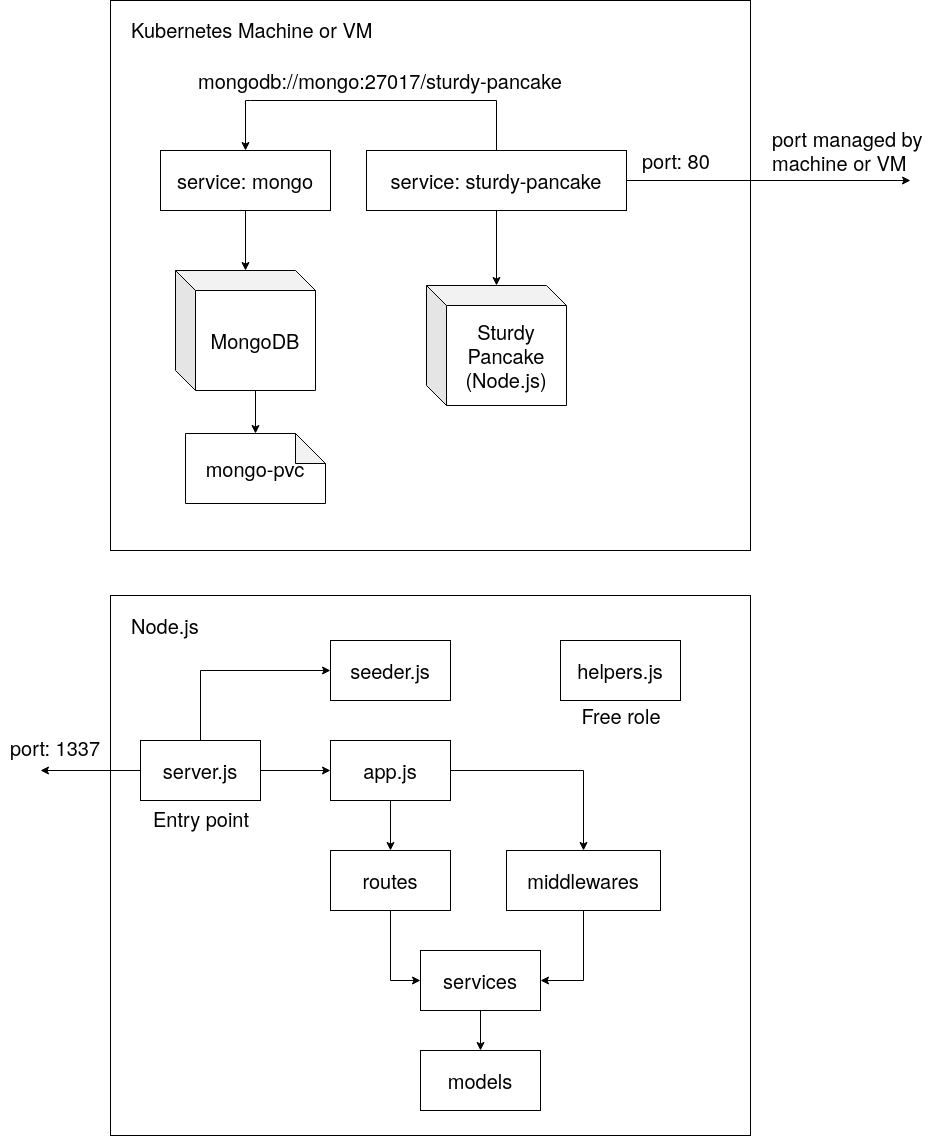 Kubernetes Machine or VM
mongodb://mongo:27017/sturdy-pancake
port managed by
machine or VM
port: 80
service: mongo
service: sturdy-pancake
MongoDB
Sturdy
Pancake
(Node.js)
mongo-pvc
Node.js
seeder.js
helpers.js
Free role
port: 1337
server.js
app.js
Entry point
routes
middlewares
services
models